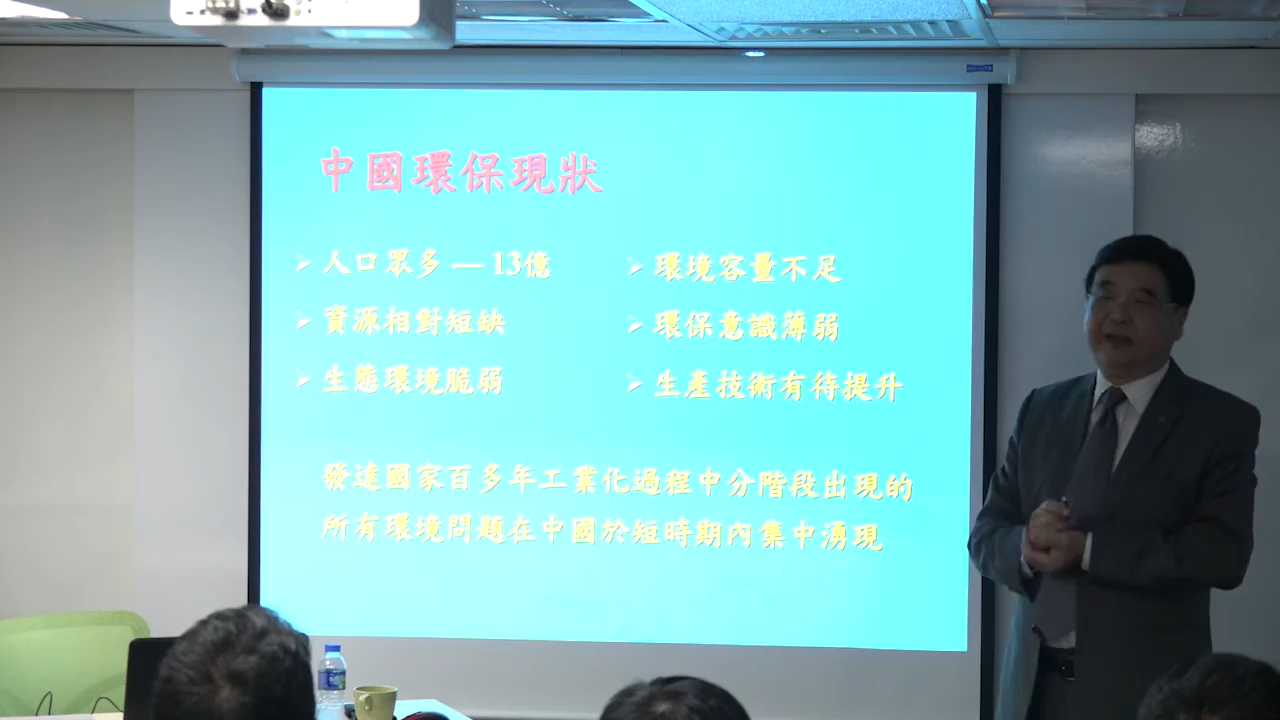 中國環保現狀
人口眾多 — 13億
資源相對短缺
生態環境脆弱
環境容量不足
環保意識薄弱
生產技術有待提升
發達國家百多年工業化過程中分階段出現的
所有環境問題在中國於短時期內集中湧現